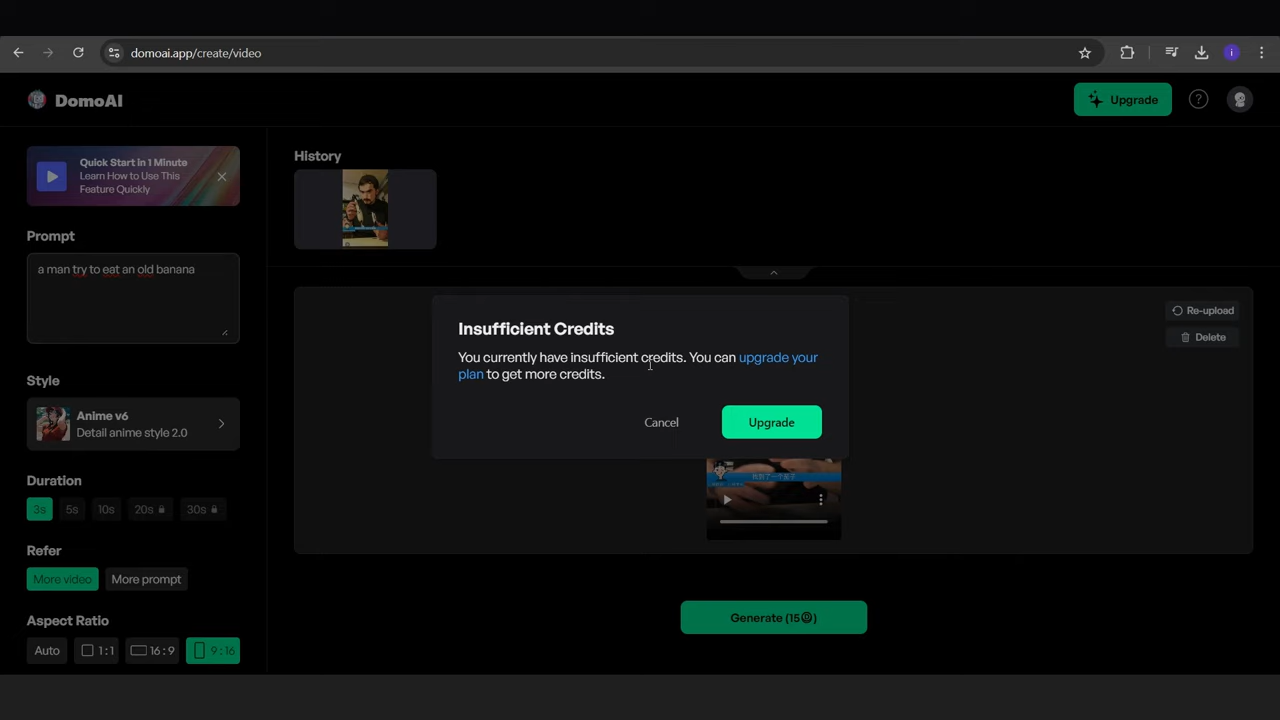 domoai.app/create/video
i
DomoAI
Upgrade
?
Quick Start in 1 Minute
Learn How to Use This
Feature Quickly
History
Prompt
a man try to eat an old banana
Re-upload
Delete
Insufficient Credits
You currently have insufficient credits. You can upgrade your
plan to get more credits.
Cancel
Upgrade
Style
Anime v6
Detail anime style 2.0
Duration
3s
5s
10s
20s
30s
Refer
More video
More prompt
Generate (15)
Aspect Ratio
Auto
1:1
16:9
9:16